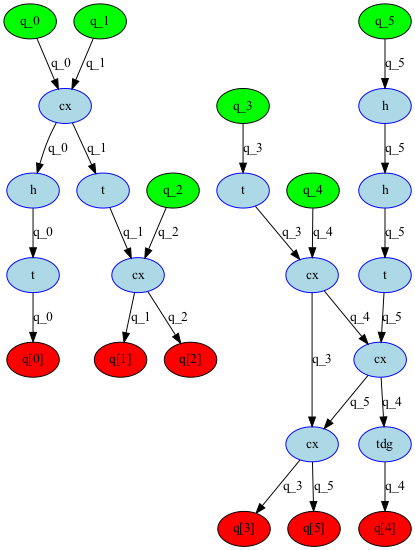 q_0 q_1 q_5
q_0 q_1 q_5
cx q_3 h
q_0 q_1 q_3 q_5
h t q_2 t q_4 h
q_0 q_1 q_2 q_3 q_4 q_5
t cx cx t
q_0 q_1 q_2 q_4 q_5
q[0] q[1] q[2] q_3 cx
q_5 q_4
cx tdg
q_3 q_5 q_4
q[3] q[5] q[4]